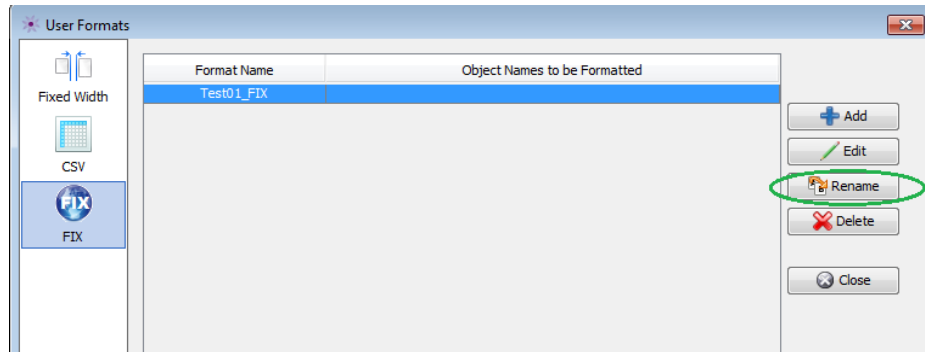 User Formats
Fixed Width
CSV
FIX
FIX
Format Name Object Names to be Formatted
Test01_FIX
Add
Edit
Rename
Delete
Close